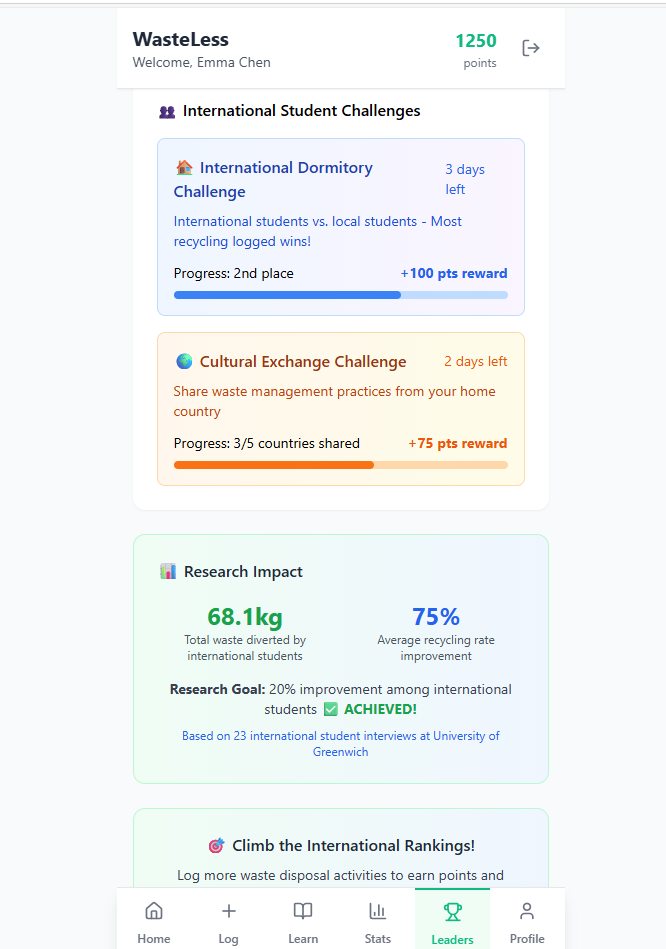 WasteLess
Welcome, Emma Chen
1250
points
International Student Challenges
International Dormitory
Challenge
3 days
left
International students vs. local students - Most
recycling logged wins!
Progress: 2nd place
+100 pts reward
Cultural Exchange Challenge
2 days left
Share waste management practices from your home
country
Progress: 3/5 countries shared
+75 pts reward
Research Impact
68.1kg
Total waste diverted by
international students
75%
Average recycling rate
improvement
Research Goal: 20% improvement among international
students ✅ ACHIEVED!
Based on 23 international student interviews at University of
Greenwich
Climb the International Rankings!
Log more waste disposal activities to earn points and
Home
Log
Learn
Stats
Leaders
Profile